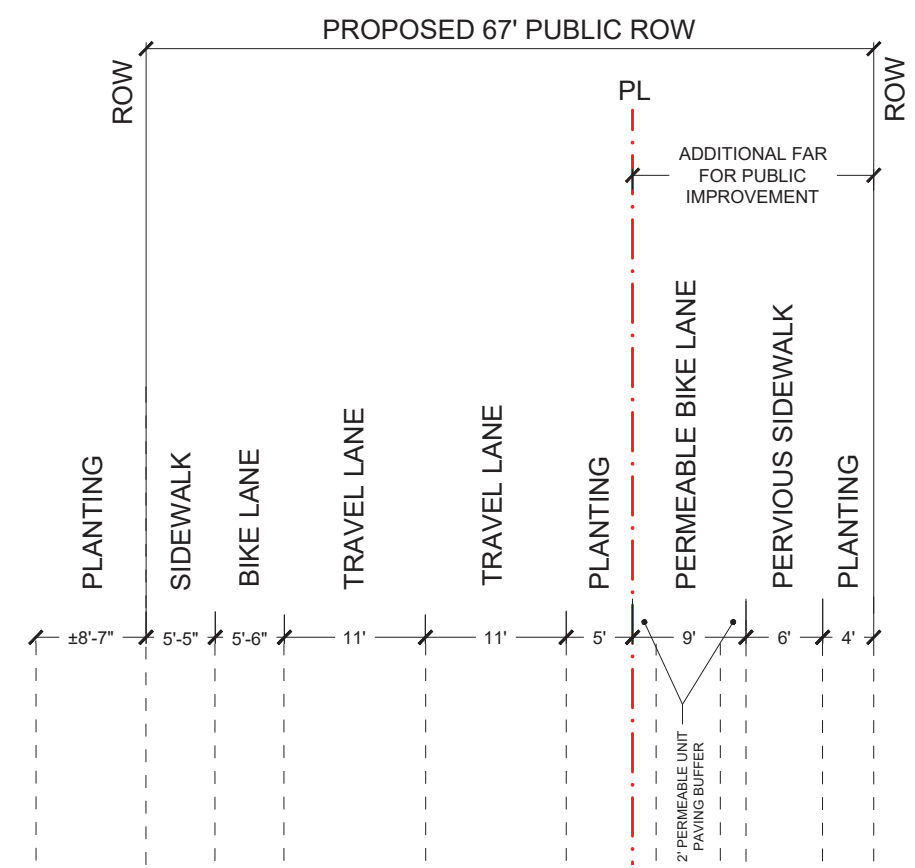 PROPOSED 67' PUBLIC ROW
ROW
ROW
PL
ADDITIONAL FAR
FOR PUBLIC
IMPROVEMENT
PLANTING
SIDEWALK
BIKE LANE
TRAVEL LANE
TRAVEL LANE
PLANTING
PERMEABLE BIKE LANE
PERVIOUS SIDEWALK
PLANTING
±8'-7"
5'-5"
5'-6"
11'
11'
5'
9'
6'
4'
2' PERMEABLE UNIT
PAVING BUFFER